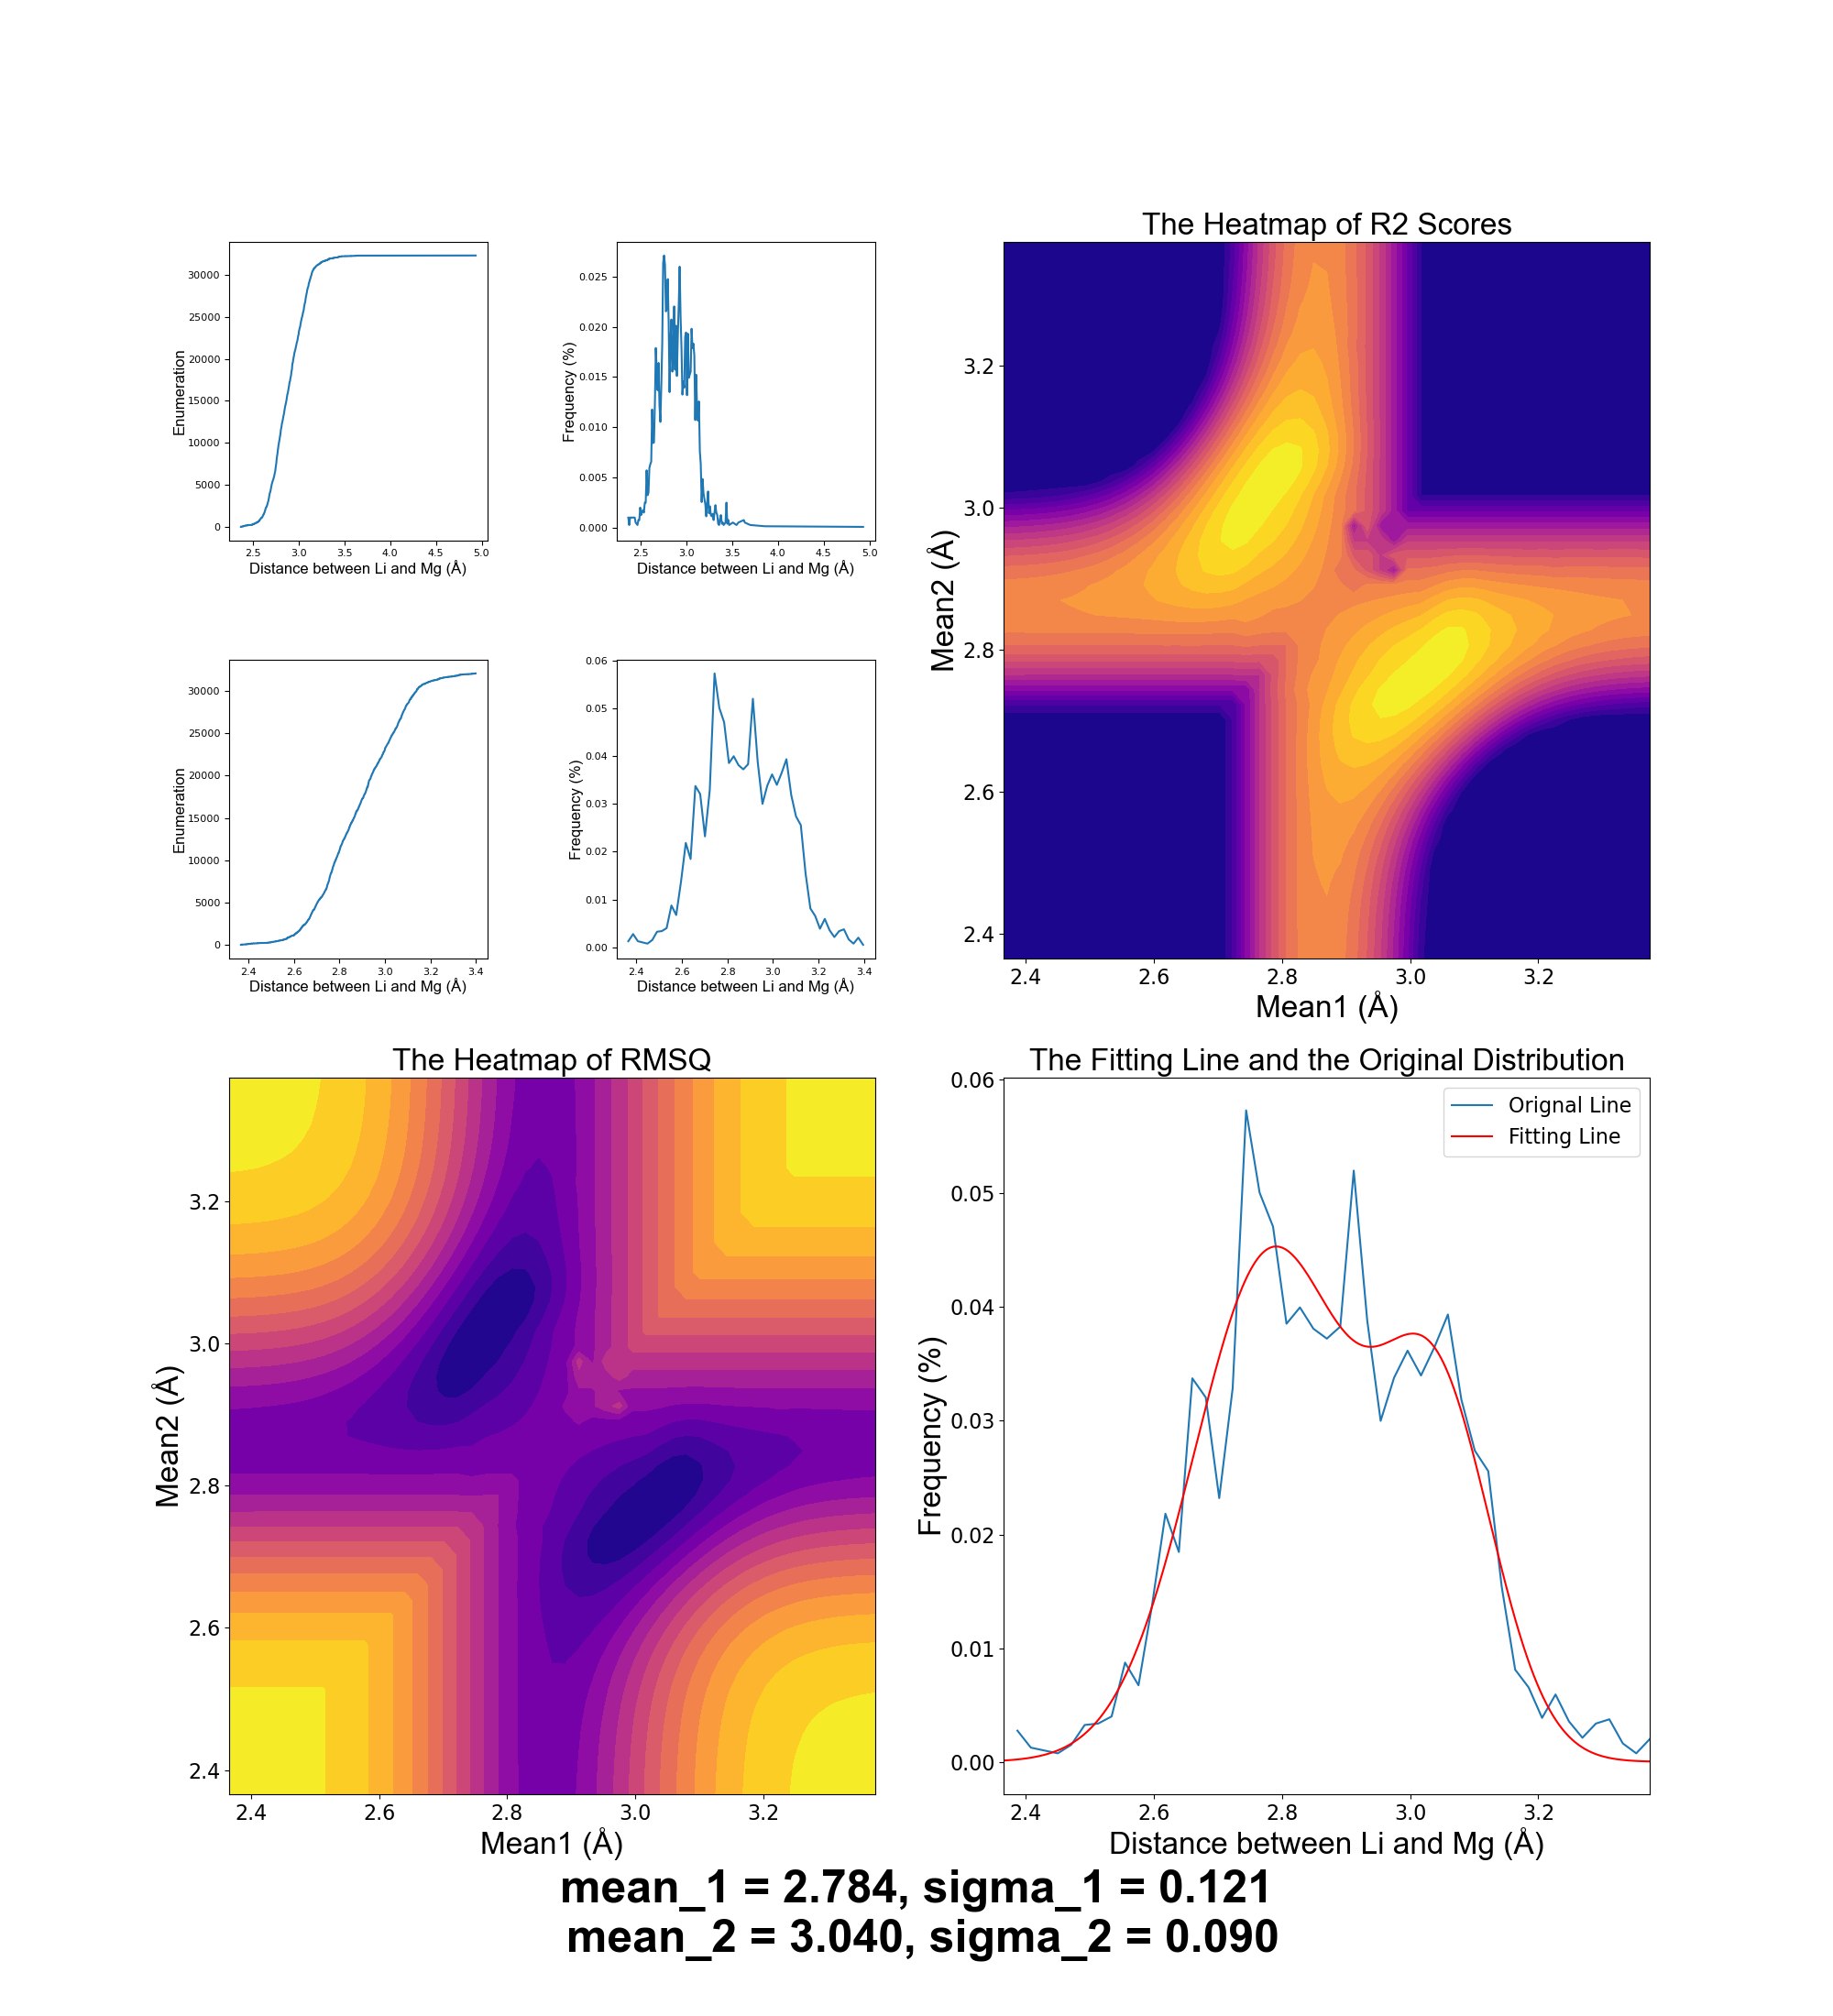 30000
25000
20000
15000
10000
5000
0
Enumeration
2.5 3.0 3.5 4.0 4.5 5.0
Distance between Li and Mg (Å)
0.025
0.020
0.015
0.010
0.005
0.000
Frequency (%)
2.5 3.0 3.5 4.0 4.5 5.0
Distance between Li and Mg (Å)
The Heatmap of R2 Scores
3.2
3.0
2.8
2.6
2.4
Mean2 (Å)
2.4 2.6 2.8 3.0 3.2
Mean1 (Å)
30000
25000
20000
15000
10000
5000
0
Enumeration
2.4 2.6 2.8 3.0 3.2 3.4
Distance between Li and Mg (Å)
0.06
0.05
0.04
0.03
0.02
0.01
0.00
Frequency (%)
2.4 2.6 2.8 3.0 3.2 3.4
Distance between Li and Mg (Å)
The Heatmap of RMSQ
3.2
3.0
2.8
2.6
2.4
Mean2 (Å)
2.4 2.6 2.8 3.0 3.2
Mean1 (Å)
The Fitting Line and the Original Distribution
Orignal Line
Fitting Line
0.06
0.05
0.04
0.03
0.02
0.01
0.00
Frequency (%)
2.4 2.6 2.8 3.0 3.2
Distance between Li and Mg (Å)
mean_1 = 2.784, sigma_1 = 0.121
mean_2 = 3.040, sigma_2 = 0.090